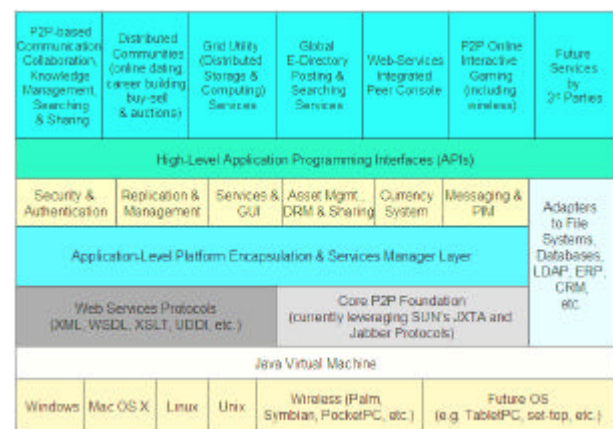 P2P-based
Communication
Collaboration,
Knowledge
Management,
Searching
& Sharing
Distributed
Communities
(online dating
career building
buy-sell
& auctions)
Grid Utility
(Distributed
Storage &
Computing)
Services
Global
E-Directory
Posting &
Searching
Services
Web-Services
Integrated
Peer Console
P2P Online
Interactive
Gaming
(including
wireless)
Future
Services
by
3rd Parties
High-Level Application Programming Interfaces (APIs)
Security &
Authentication
Replication &
Management
Services &
GUI
Asset Mgmt.,
DRM & Sharing
Currency
System
Messaging &
PIM
Adapters
to File
Systems,
Databases,
LDAP, ERP,
CRM,
etc.
Application-Level Platform Encapsulation & Services Manager Layer
Web Services Protocols
(XML, WSDL, XSLT, UDDI, etc.)
Core P2P Foundation
(currently leveraging SUN's JXTA and
Jabber Protocols)
Java Virtual Machine
Windows
Mac OS X
Linux
Unix
Wireless (Palm,
Symbian, PocketPC, etc.)
Future OS
(e.g. TabletPC, set-top, etc.)